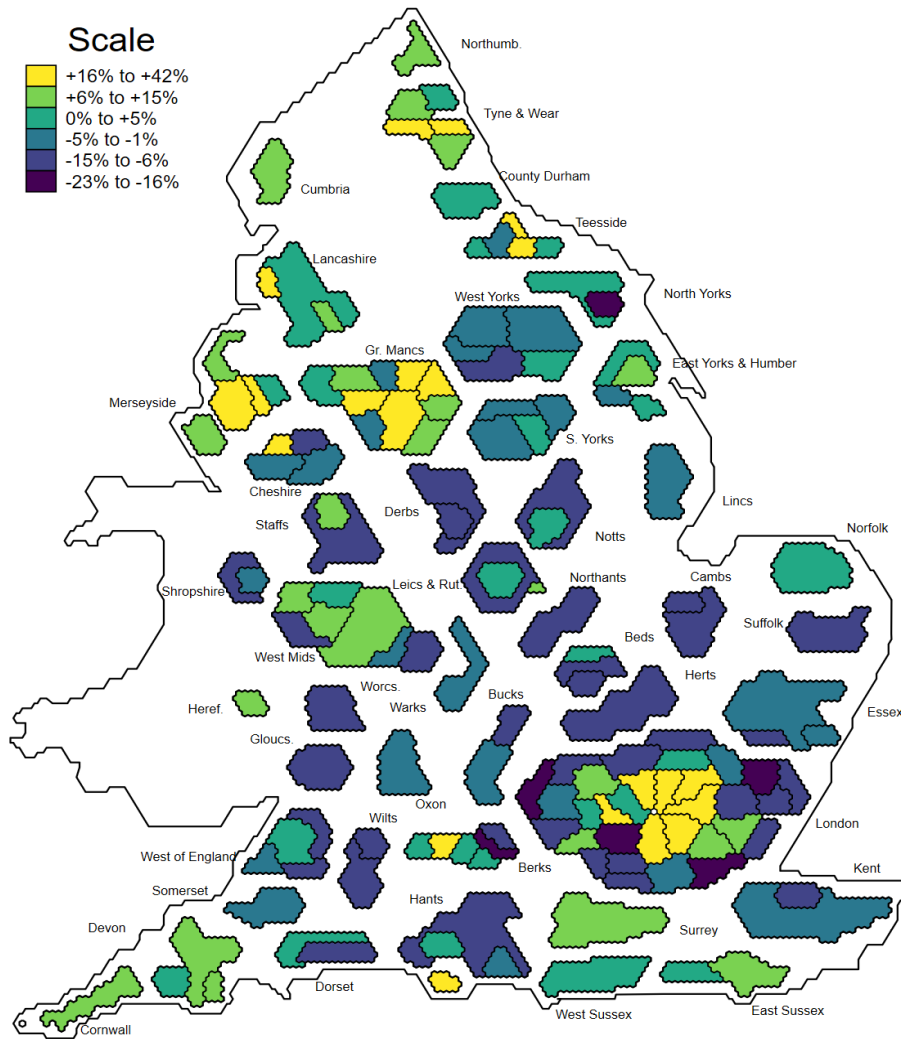 Scale
+16% to +42%
+6% to +15%
0% to +5%
-5% to -1%
-15% to -6%
-23% to -16%
Northumb.
Tyne & Wear
County Durham
Cumbria
Teesside
Lancashire
North Yorks
West Yorks
Gr. Mancs
East Yorks & Humber
Merseyside
S. Yorks
Cheshire
Lincs
Derbs
Staffs
Notts
Norfolk
Shropshire
Leics & Rut.
Northants
Cambs
Suffolk
Beds
West Mids
Herts
Worcs.
Warks
Bucks
Heref.
Essex
Gloucs.
Oxon
Wilts
London
West of England
Berks
Kent
Somerset
Hants
Devon
Surrey
Dorset
West Sussex
East Sussex
Cornwall